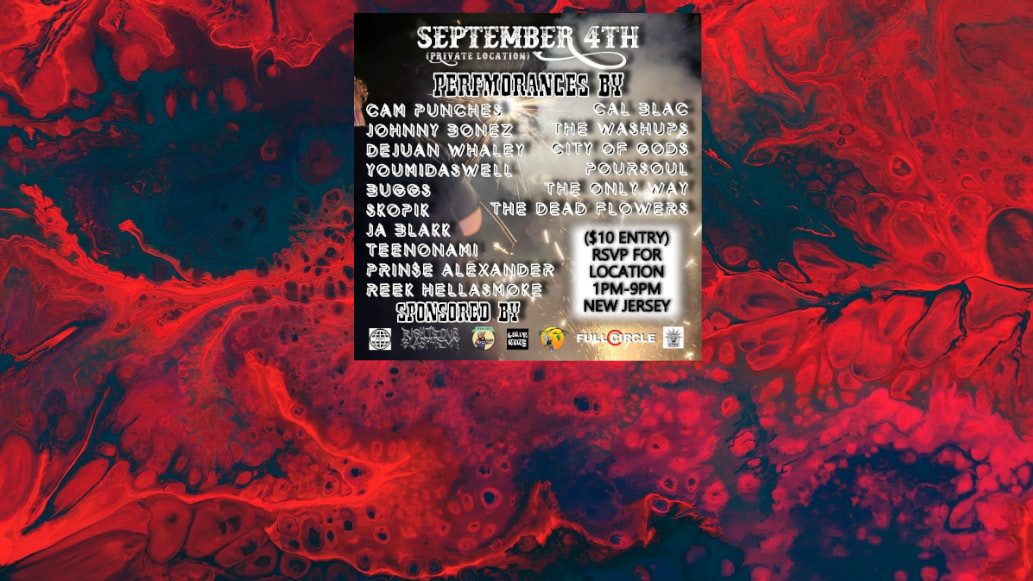 SEPTEMBER 4TH
(PRIVATE LOCATION)
PERFMORANCES BY
CAM PUNCHES
JOHNNY BONEZ
DEJUAN WHALEY
YOUMIDASWELL
BUGGS
SKOPIK
JA BLAKK
TEENONAMI
PRIN$E ALEXANDER
REEK HELLASMOKE
CAL BLAC
THE WASHUPS
CITY OF GODS
POURSOUL
THE ONLY WAY
THE DEAD FLOWERS
($10 ENTRY)
RSVP FOR
LOCATION
1PM-9PM
NEW JERSEY
SPONSORED BY
FULL CIRCLE